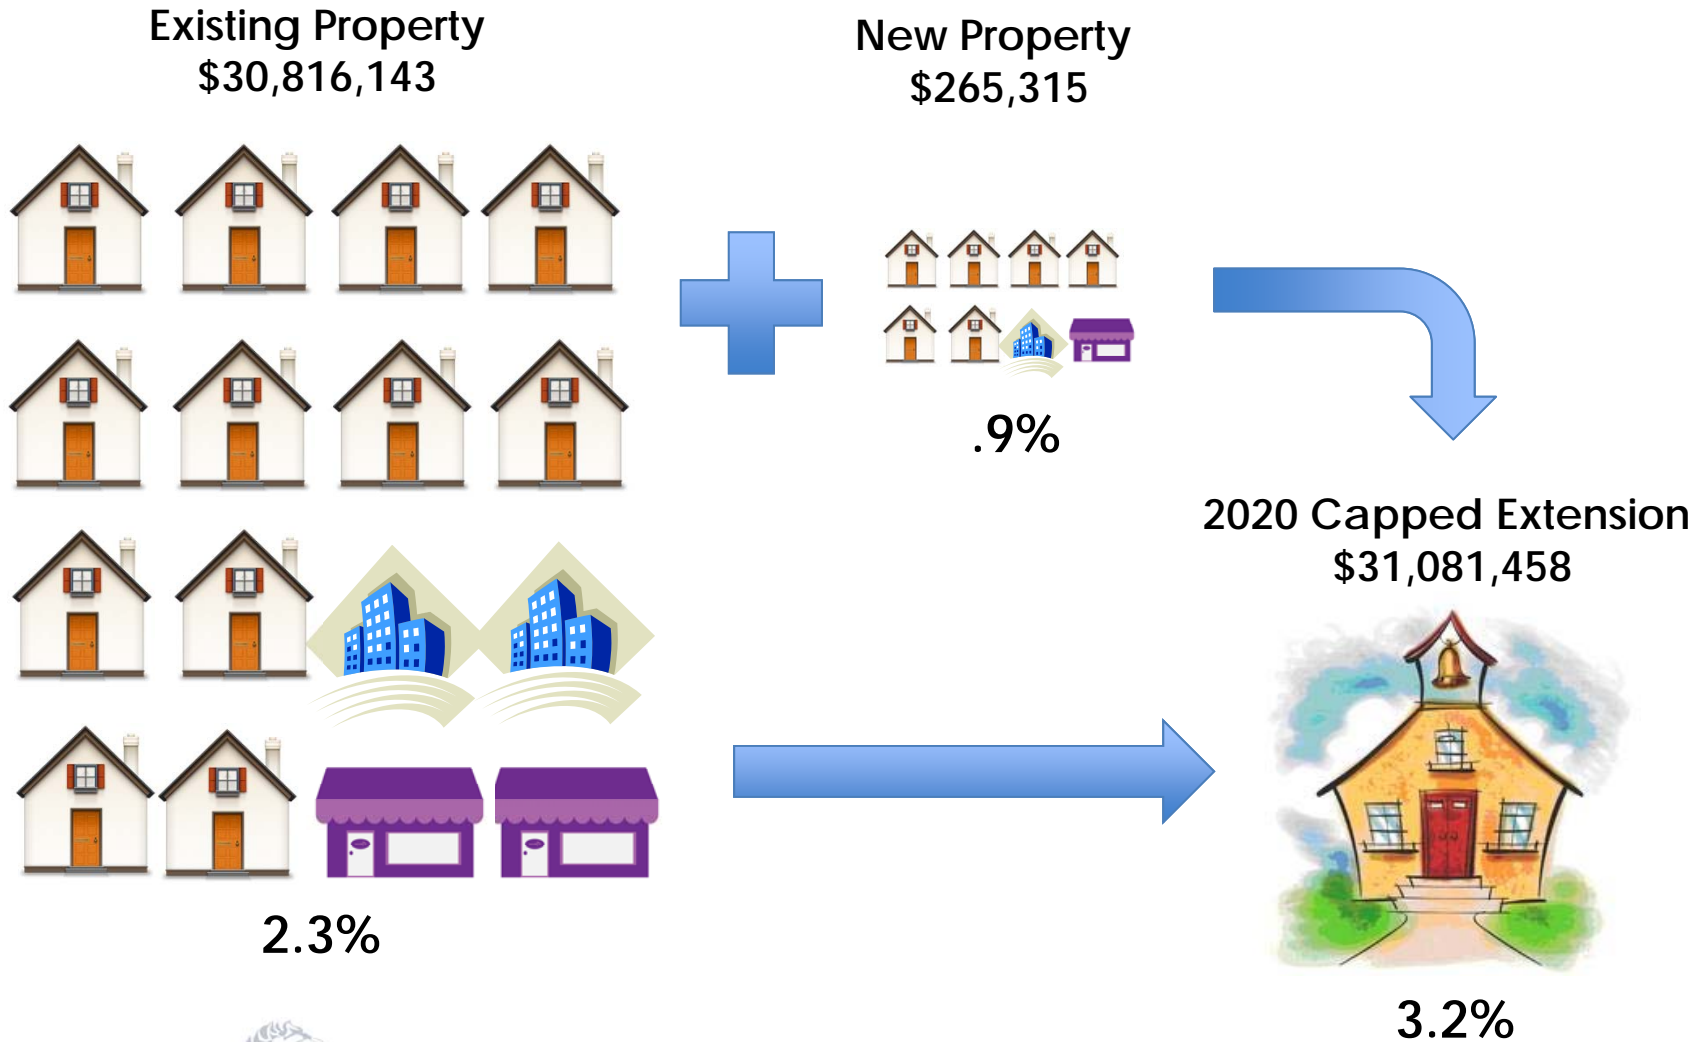 Existing Property
$30,816,143
New Property
$265,315
.9%
2020 Capped Extension
$31,081,458
2.3%
3.2%